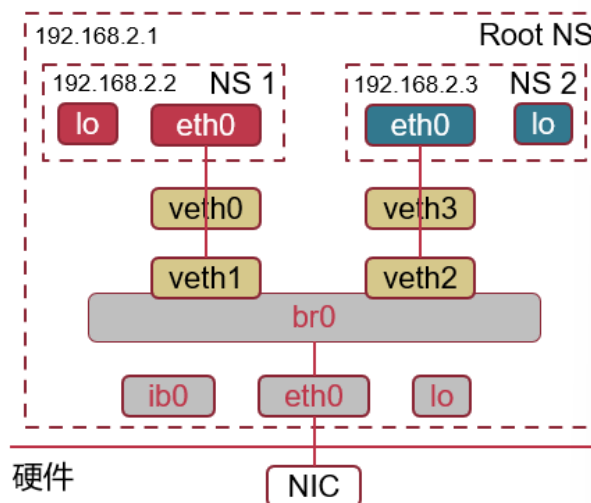 192.168.2.1
Root NS
192.168.2.2
NS 1
192.168.2.3
NS 2
lo
eth0
eth0
lo
veth0
veth3
veth1
veth2
br0
ib0
eth0
lo
硬件
NIC